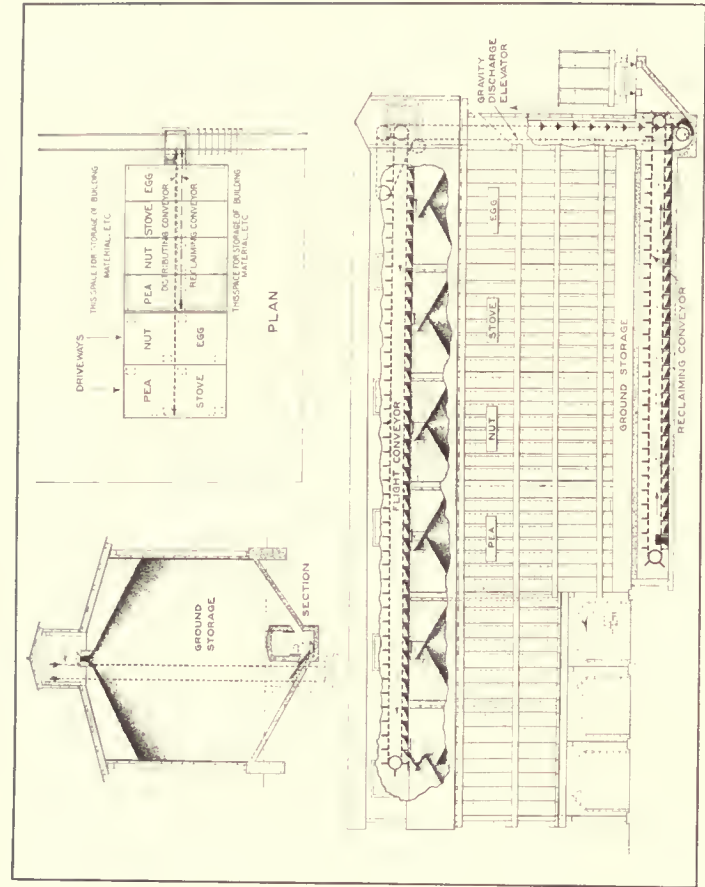 THIS SPACE FOR STORAGE OF BUILDING
MATERIAL. ETC
DRIVEWAYS
PEA
NUT
PEA
NUT
STOVE
EGG
DISTRIBUTING CONVEYOR
RECLAIMING CONVEYOR
STOVE
EGG
THIS SPACE FOR STORAGE OF BUILDING
MATERIAL. ETC
PLAN
GROUND
STORAGE
SECTION
FLIGHT CONVEYOR
GRAVITY
DISCHARGE
ELEVATOR
PEA
NUT
STOVE
EGG
GROUND STORAGE
RECLAIMING CONVEYOR